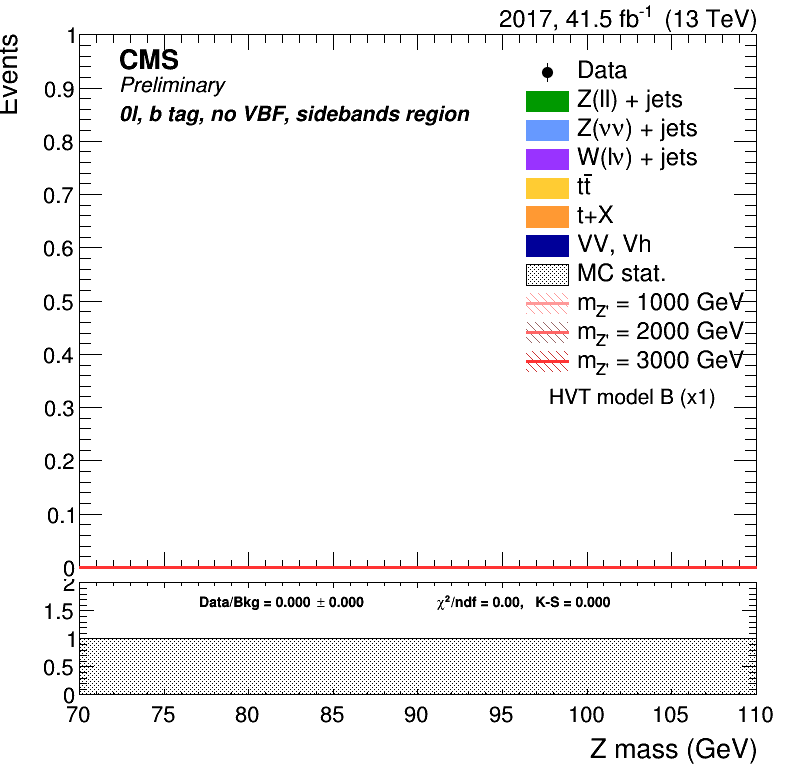 2017, 41.5 fb-1 (13 TeV)
Events
CMS
Preliminary
0l, b tag, no VBF, sidebands region
Data
Z(ll) + jets
Z(νν) + jets
W(lν) + jets
tt̄
t+X
VV, Vh
MC stat.
mZ' = 1000 GeV
mZ' = 2000 GeV
mZ' = 3000 GeV
HVT model B (x1)
1
0.9
0.8
0.7
0.6
0.5
0.4
0.3
0.2
0.1
0
Data/Bkg = 0.000 ± 0.000 χ²/ndf = 0.00, K-S = 0.000
2
1.5
1
0.5
0
70 75 80 85 90 95 100 105 110
Z mass (GeV)